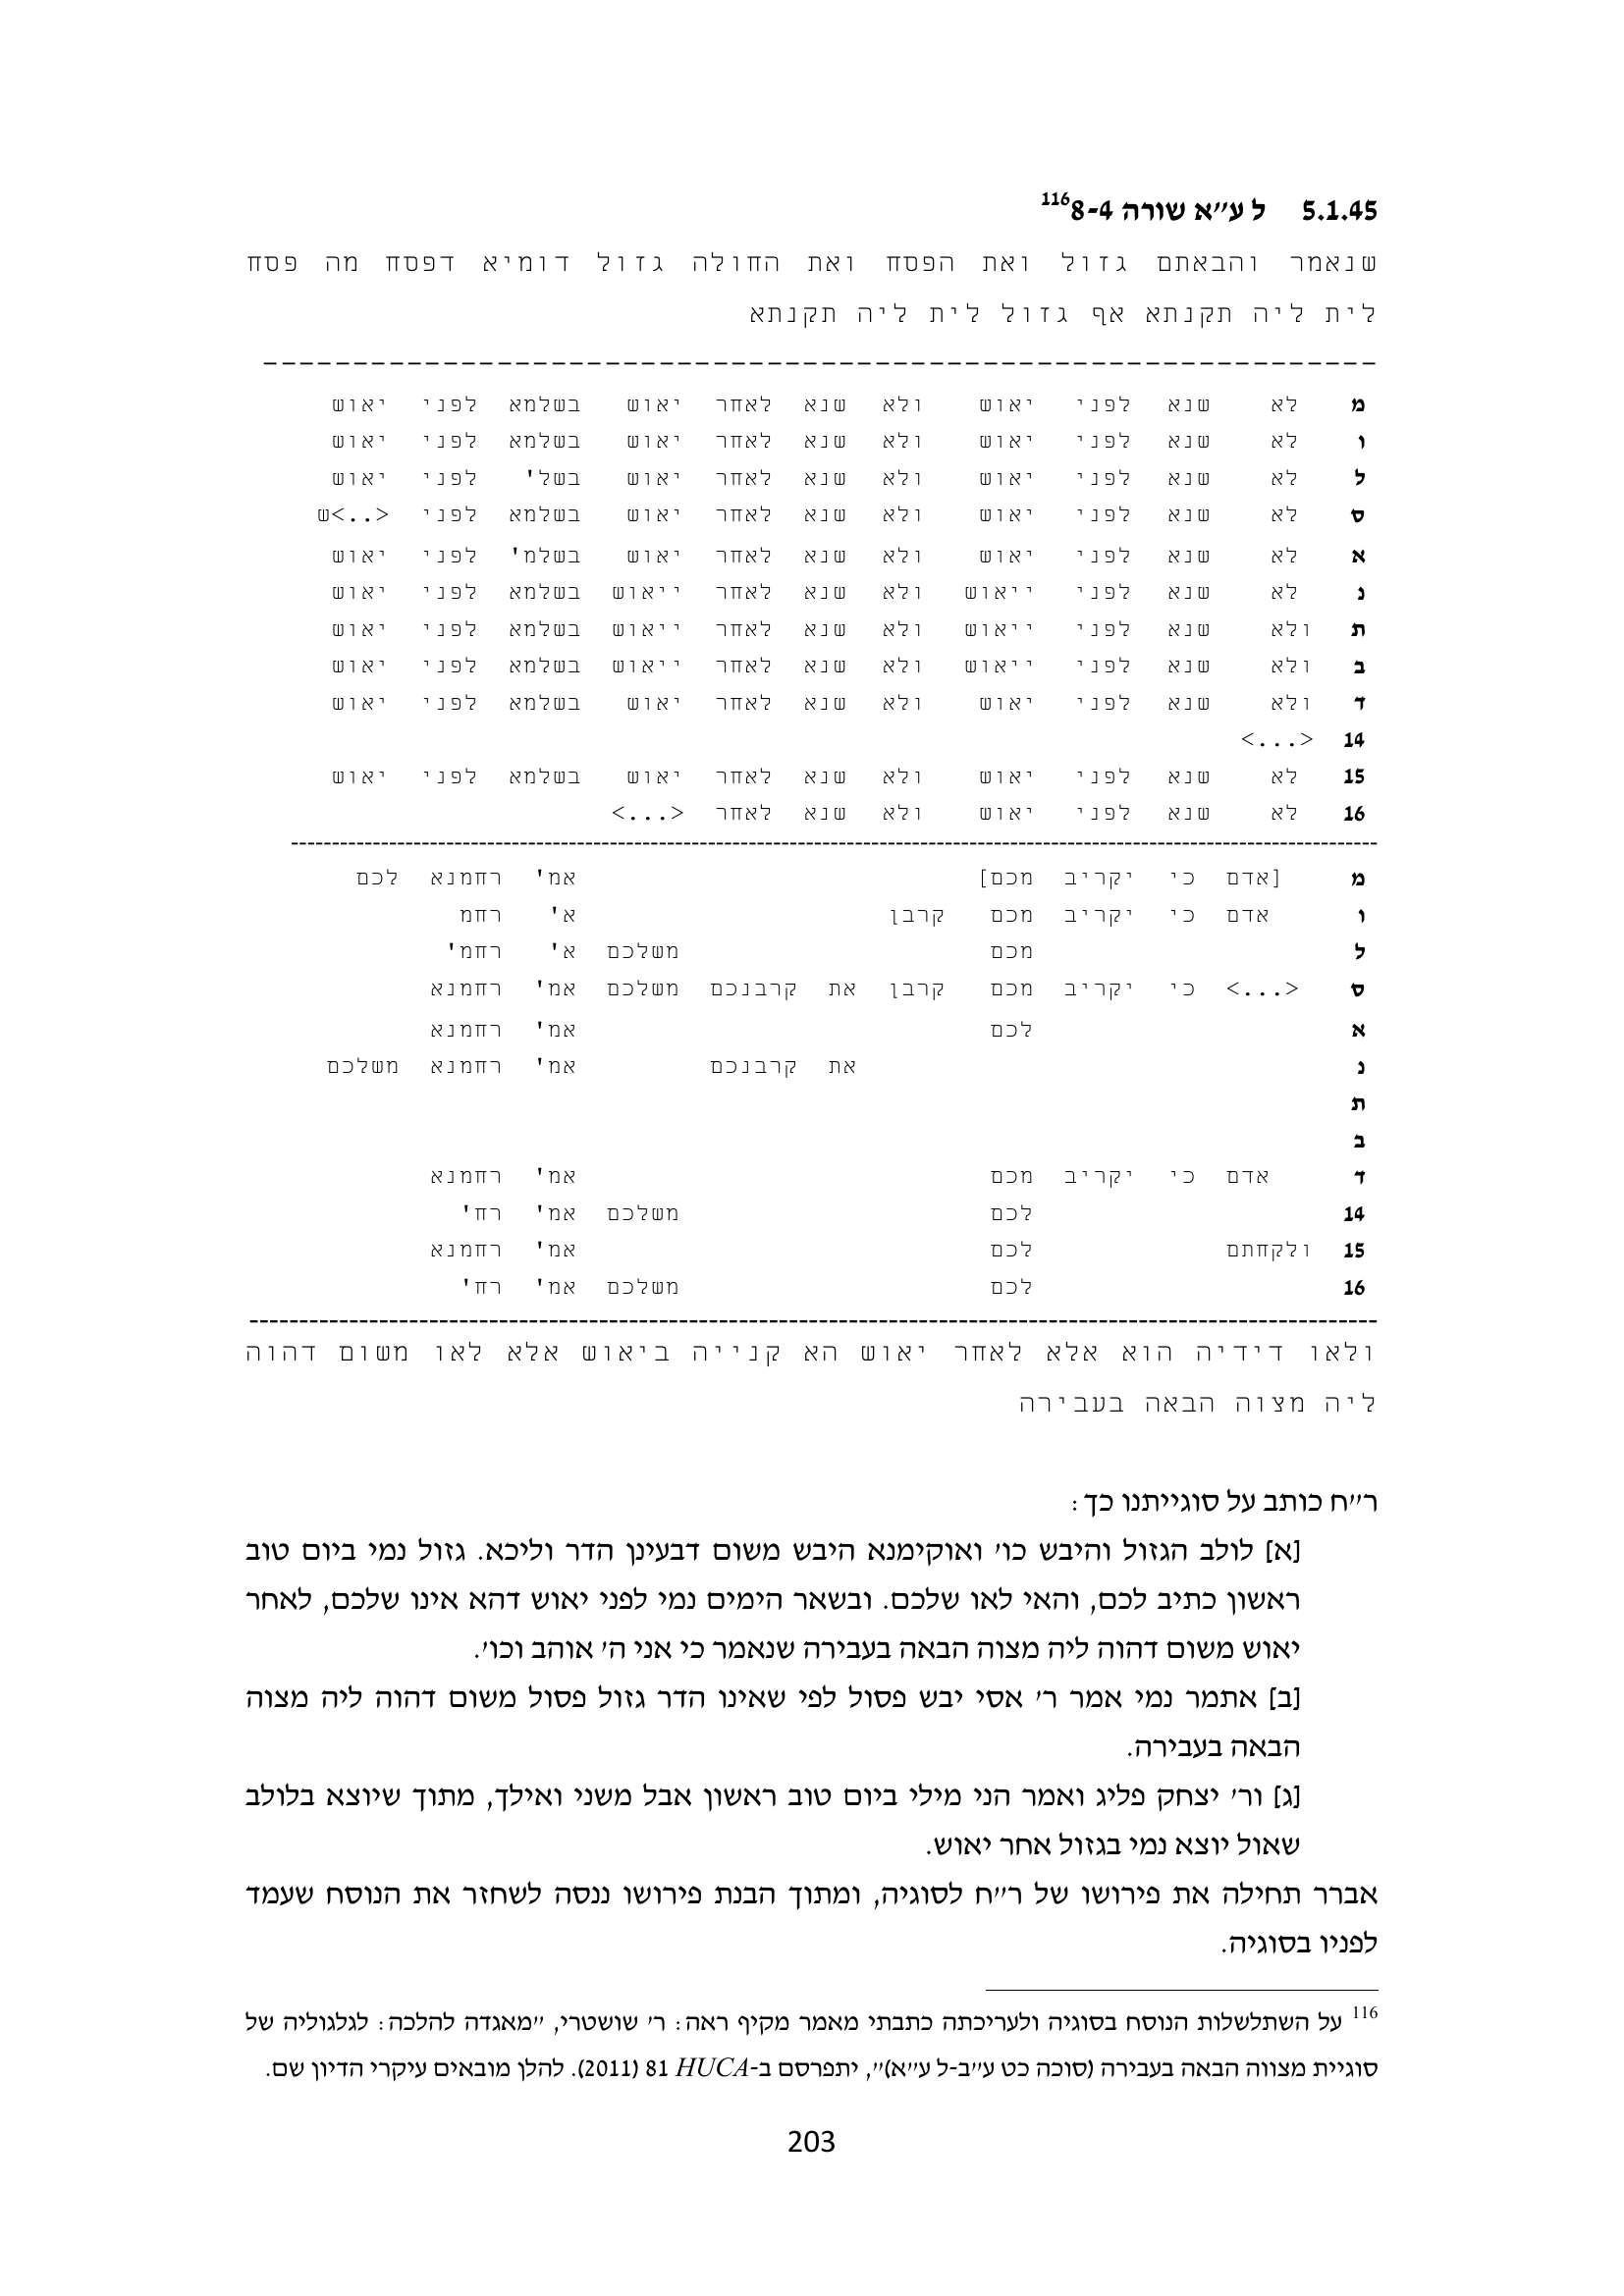 5.1.45 ל ע״א שורה 4-8 116
שנאמר והבאתם גזול ואת הפסח ואת החולה גזול דומיא דפסח מה פסח
לית ליה תקנתא אף גזול לית ליה תקנתא
מ לא שנא לפני יאוש ולא שנא לאחר יאוש בשלמא לפני יאוש
ו לא שנא לפני יאוש ולא שנא לאחר יאוש בשלמא לפני יאוש
ל לא שנא לפני יאוש ולא שנא לאחר יאוש בשל' לפני יאוש
ס לא שנא לפני יאוש ולא שנא לאחר יאוש בשלמא לפני <..>ש
א לא שנא לפני יאוש ולא שנא לאחר יאוש בשלמ' לפני יאוש
נ לא שנא לפני ייאוש ולא שנא לאחר ייאוש בשלמא לפני יאוש
ת ולא שנא לפני ייאוש ולא שנא לאחר ייאוש בשלמא לפני יאוש
ב ולא שנא לפני ייאוש ולא שנא לאחר ייאוש בשלמא לפני יאוש
ד ולא שנא לפני יאוש ולא שנא לאחר יאוש בשלמא לפני יאוש
14 <...>
15 לא שנא לפני יאוש ולא שנא לאחר יאוש בשלמא לפני יאוש
16 לא שנא לפני יאוש ולא שנא לאחר <...>
מ [אדם כי יקריב מכם] אמ' רחמנא לכם
ו אדם כי יקריב מכם קרבן א' רחמ
ל מכם משלכם א' רחמ'
ס <...> כי יקריב מכם קרבן את קרבנכם משלכם אמ' רחמנא
א לכם אמ' רחמנא
נ את קרבנכם אמ' רחמנא משלכם
ת
ב
ד אדם כי יקריב מכם אמ' רחמנא
14 לכם משלכם אמ' רח'
15 ולקחתם לכם אמ' רחמנא
16 לכם משלכם אמ' רח'
ולאו דידיה הוא אלא לאחר יאוש הא קנייה ביאוש אלא לאו משום דהוה
ליה מצוה הבאה בעבירה
ר״ח כותב על סוגייתנו כך:
[א] לולב הגזול והיבש כו׳ ואוקימנא היבש משום דבעינן הדר וליכא. גזול נמי ביום טוב
ראשון כתיב לכם, והאי לאו שלכם. ובשאר הימים נמי לפני יאוש דהא אינו שלכם, לאחר
יאוש משום דהוה ליה מצוה הבאה בעבירה שנאמר כי אני ה׳ אוהב וכו׳.
[ב] אתמר נמי אמר ר׳ אסי יבש פסול לפי שאינו הדר גזול פסול משום דהוה ליה מצוה
הבאה בעבירה.
[ג] ור׳ יצחק פליג ואמר הני מילי ביום טוב ראשון אבל משני ואילך, מתוך שיוצא בלולב
שאול יוצא נמי בגזול אחר יאוש.
אברר תחילה את פירושו של ר״ח לסוגיה, ומתוך הבנת פירושו ננסה לשחזר את הנוסח שעמד
לפניו בסוגיה.
116 על השתלשלות הנוסח בסוגיה ולעריכתה כתבתי מאמר מקיף ראה: ר׳ שושטרי, ״מאגדה להלכה: לגלגוליה של
סוגיית מצווה הבאה בעבירה (סוכה כט ע״ב-ל ע״א)״, יתפרסם ב-HUCA 81 (2011). להלן מובאים עיקרי הדיון שם.
203